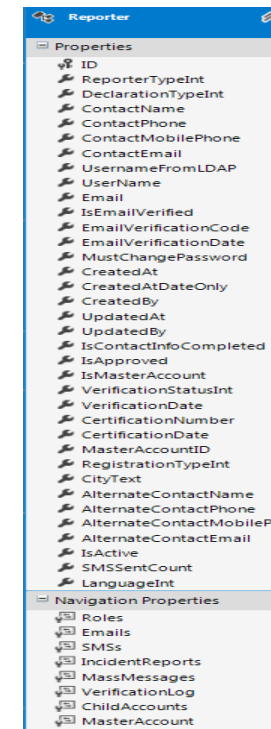 Reporter
Properties
ID
ReporterTypeInt
DeclarationTypeInt
ContactName
ContactPhone
ContactMobilePhone
ContactEmail
UsernameFromLDAP
UserName
Email
IsEmailVerified
EmailVerificationCode
EmailVerificationDate
MustChangePassword
CreatedAt
CreatedAtDateOnly
CreatedBy
UpdatedAt
UpdatedBy
IsContactInfoCompleted
IsApproved
IsMasterAccount
VerificationStatusInt
VerificationDate
CertificationNumber
CertificationDate
MasterAccountID
RegistrationTypeInt
CityText
AlternateContactName
AlternateContactPhone
AlternateContactMobileP
AlternateContactEmail
IsActive
SMSSentCount
LanguageInt
Navigation Properties
Roles
Emails
SMSs
IncidentReports
MassMessages
VerificationLog
ChildAccounts
MasterAccount